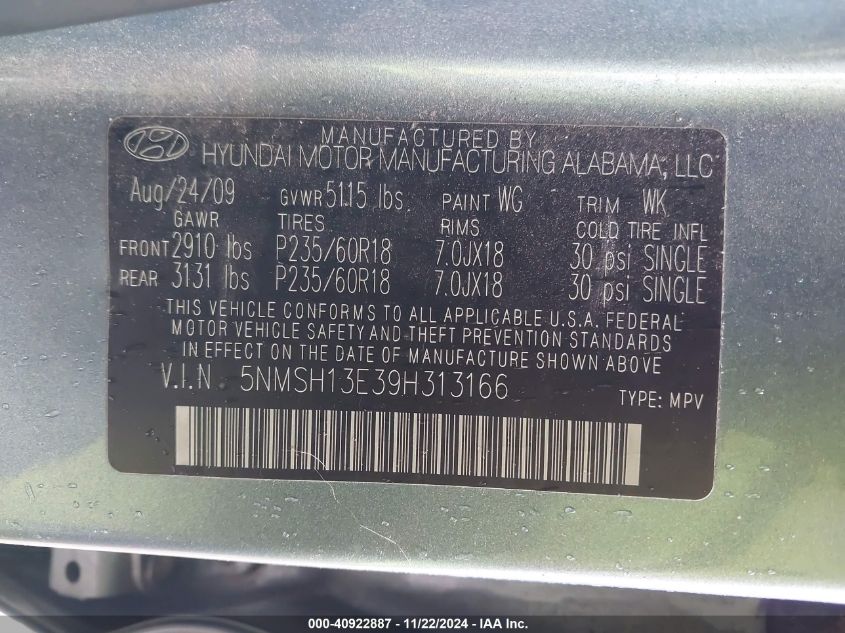 MANUFACTURED BY
HYUNDAI MOTOR MANUFACTURING ALABAMA, LLC
Aug/24/09 GVWR 5115 lbs PAINT WG TRIM WK
GAWR TIRES RIMS COLD TIRE INFL
FRONT 2910 lbs P235/60R18 7.0JX18 30 psi SINGLE
REAR 3131 lbs P235/60R18 7.0JX18 30 psi SINGLE
THIS VEHICLE CONFORMS TO ALL APPLICABLE U.S.A. FEDERAL
MOTOR VEHICLE SAFETY AND THEFT PREVENTION STANDARDS
IN EFFECT ON THE DATE OF MANUFACTURE SHOWN ABOVE
V.I.N. 5NMSH13E39H313166
TYPE: MPV
000-40922887 - 11/22/2024 - IAA Inc.